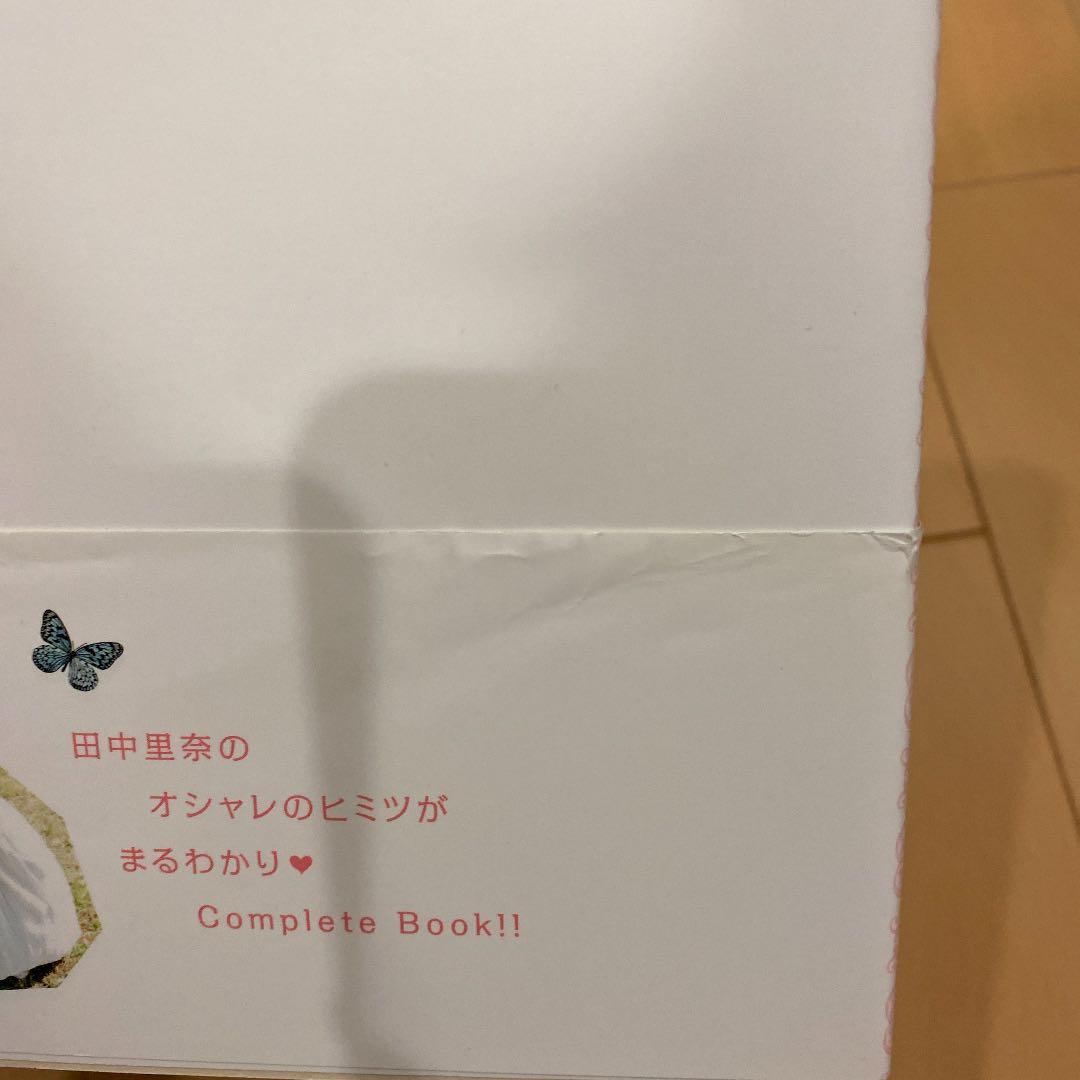 田中里奈の
オシャレのヒミツが
まるわかり❤
Complete Book!!